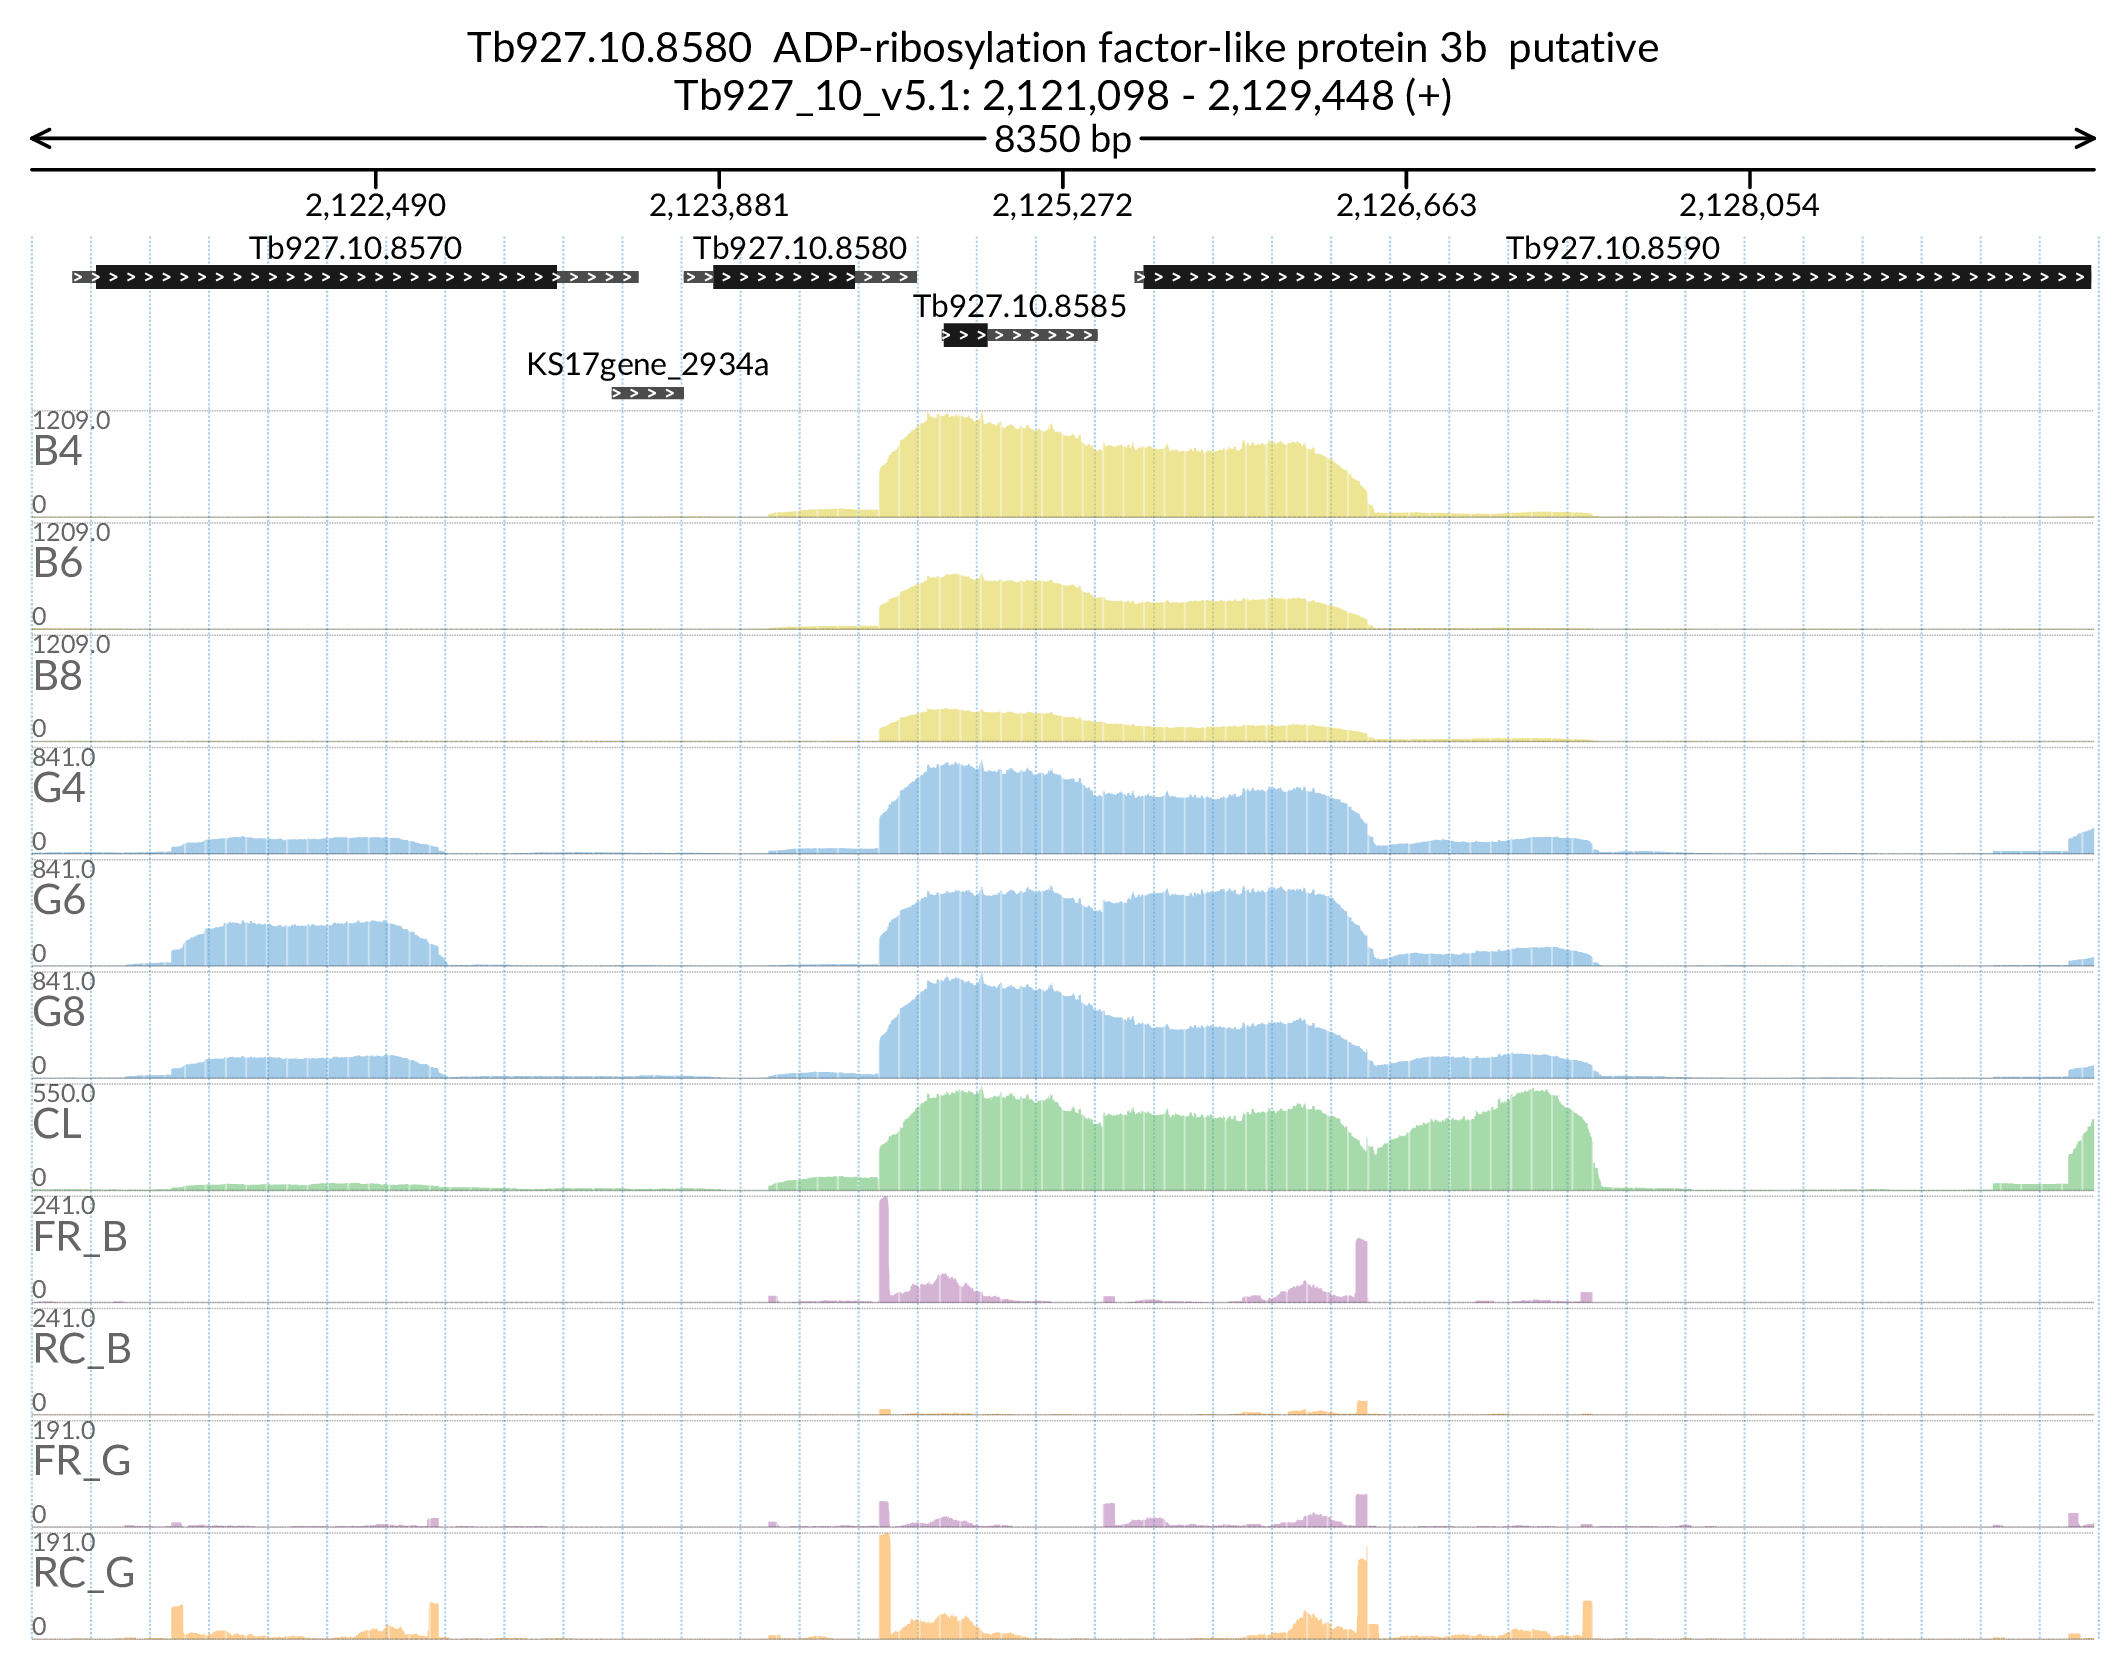 Tb927.10.8580  ADP-ribosylation factor-like protein 3b  putative
Tb927_10_v5.1: 2,121,098 - 2,129,448 (+)
8350 bp
2,122,490 2,123,881 2,125,272 2,126,663 2,128,054
Tb927.10.8570 Tb927.10.8580 Tb927.10.8590
Tb927.10.8585
KS17gene_2934a
1209.0
B4
0
1209.0
B6
0
1209.0
B8
0
841.0
G4
0
841.0
G6
0
841.0
G8
0
550.0
CL
0
241.0
FR_B
0
241.0
RC_B
0
191.0
FR_G
0
191.0
RC_G
0